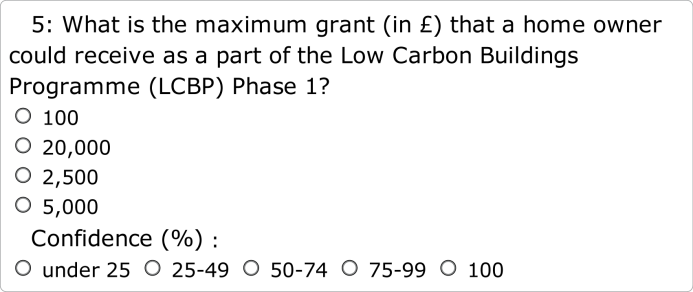 5: What is the maximum grant (in £) that a home owner
could receive as a part of the Low Carbon Buildings
Programme (LCBP) Phase 1?
100
20,000
2,500
5,000
Confidence (%) :
under 25 25-49 50-74 75-99 100